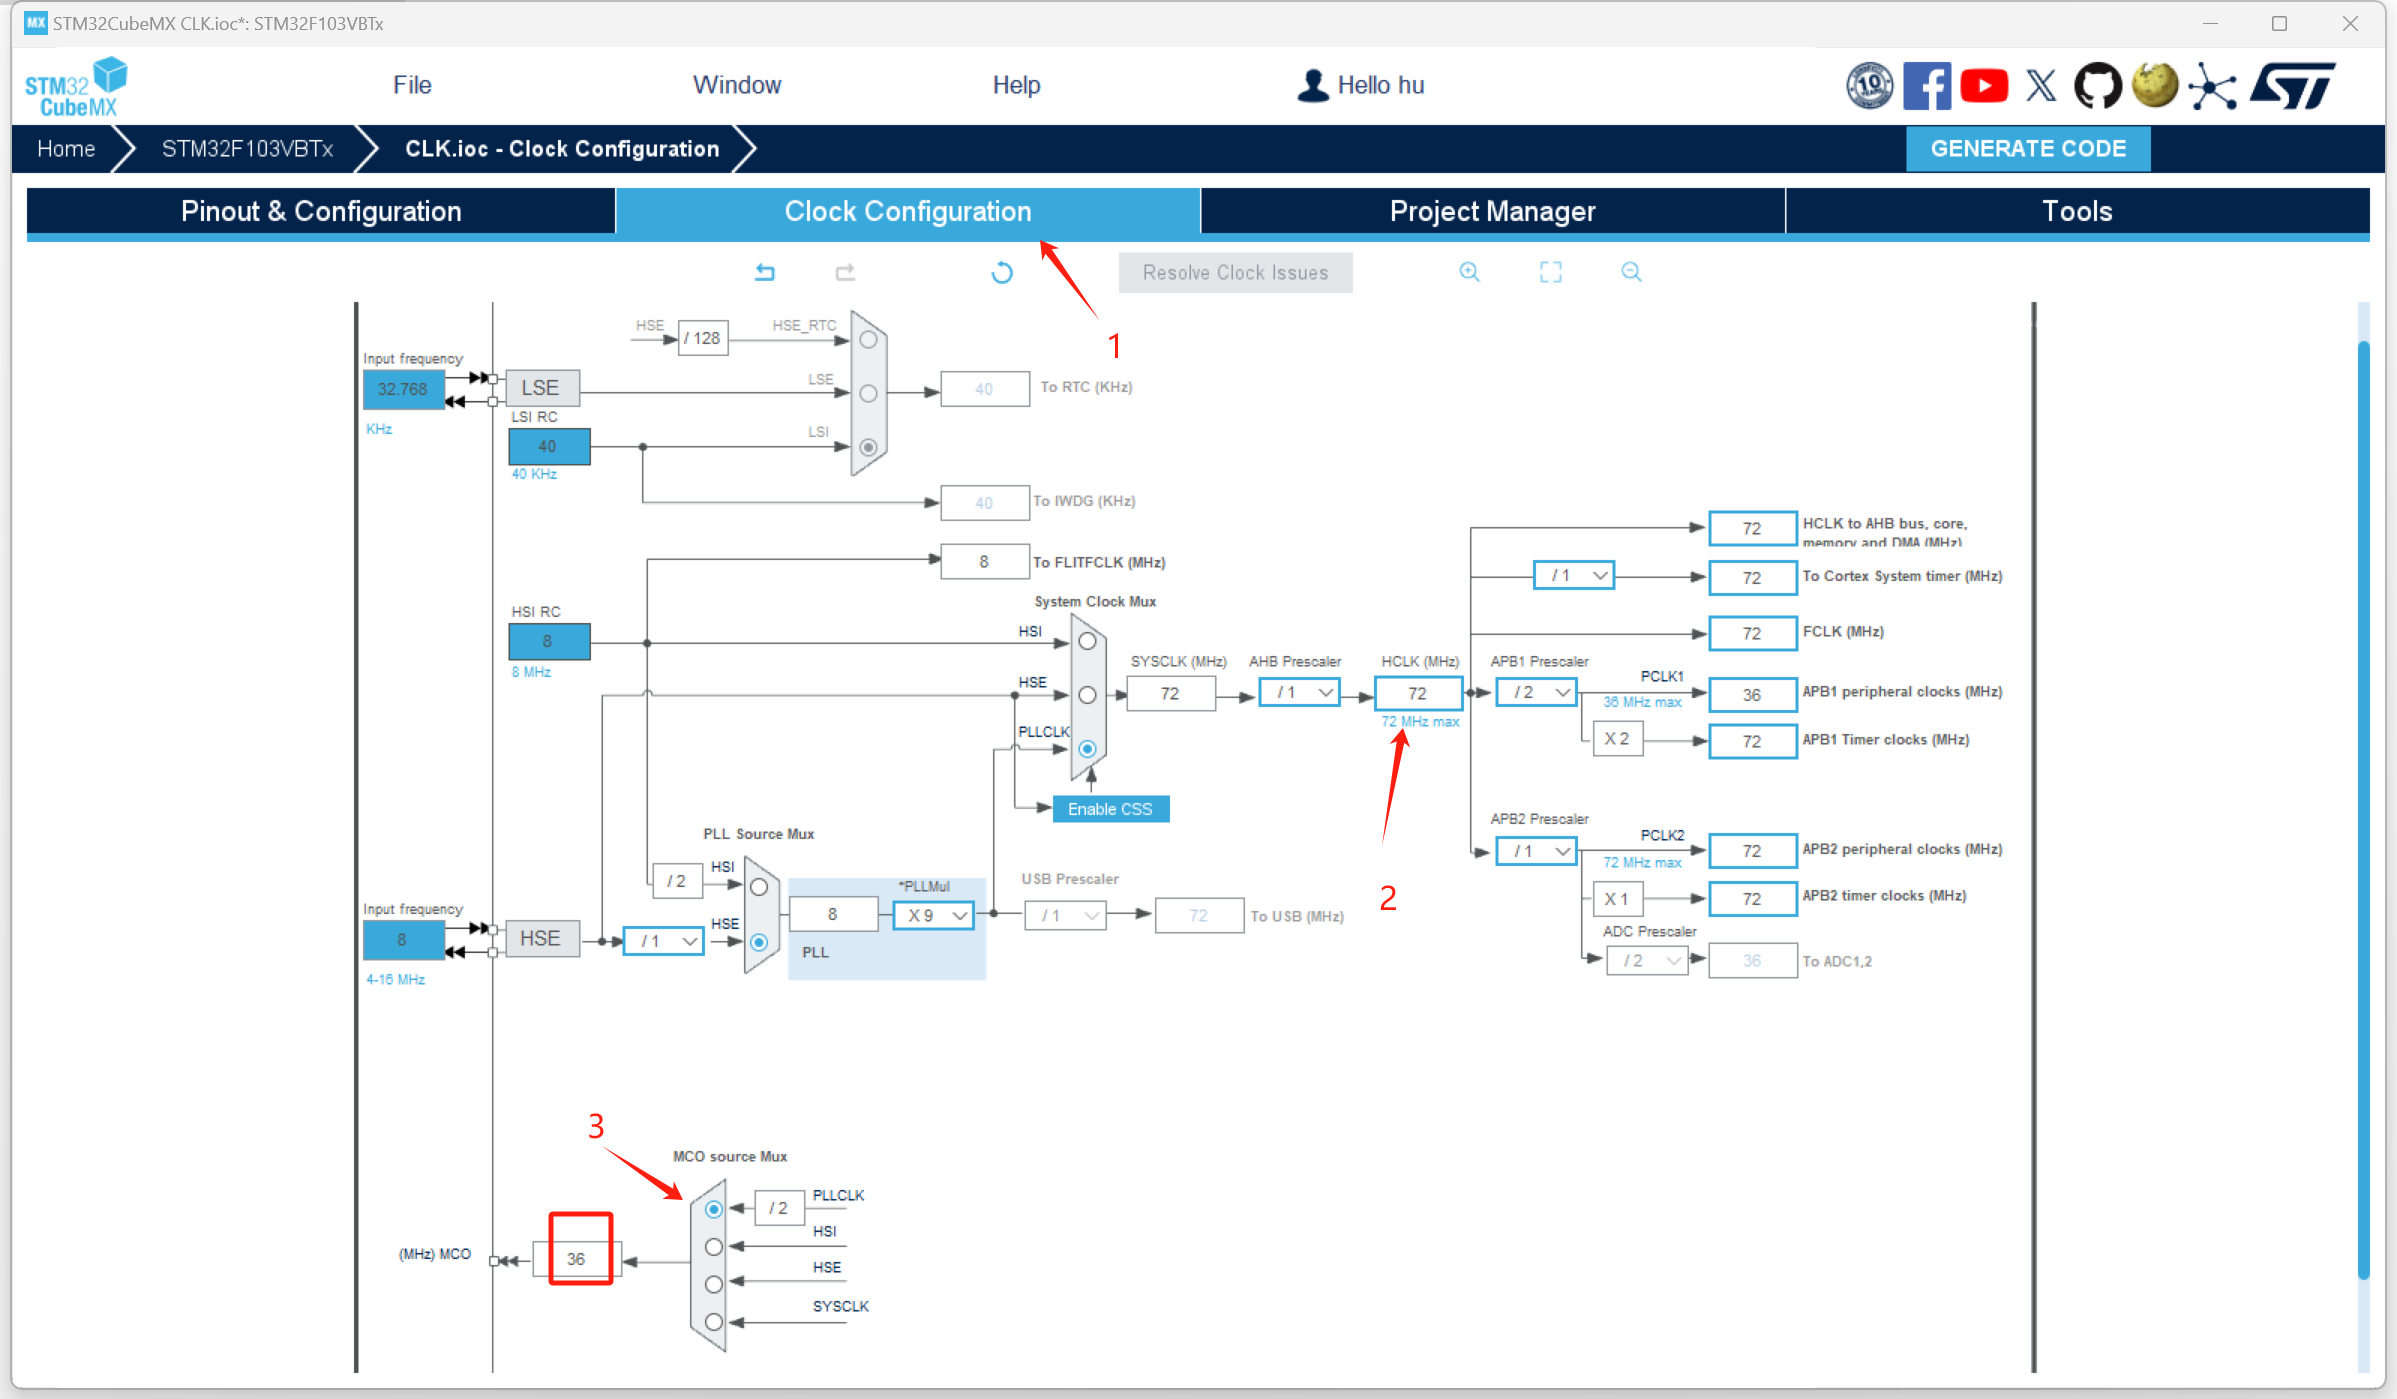 MX STM32CubeMX CLK.ioc*: STM32F103VBTx
STM32
CubeMX
File
Window
Help
Hello hu
10
Home
STM32F103VBTx
CLK.ioc - Clock Configuration
GENERATE CODE
Pinout & Configuration
Clock Configuration
Project Manager
Tools
Resolve Clock Issues
1
HSE
/ 128
HSE_RTC
Input frequency
32.768
KHz
LSE
LSE
40
To RTC (KHz)
LSI RC
40
40 KHz
LSI
40
To IWDG (KHz)
8
To FLITFCLK (MHz)
HSI RC
8
8 MHz
System Clock Mux
HSI
HSE
PLLCLK
Enable CSS
SYSCLK (MHz)
72
AHB Prescaler
/ 1
HCLK (MHz)
72
72 MHz max
2
72
HCLK to AHB bus, core,
memory and DMA (MHz)
/ 1
72
To Cortex System timer (MHz)
72
FCLK (MHz)
APB1 Prescaler
/ 2
PCLK1
36 MHz max
36
APB1 peripheral clocks (MHz)
X 2
72
APB1 Timer clocks (MHz)
APB2 Prescaler
/ 1
PCLK2
72 MHz max
72
APB2 peripheral clocks (MHz)
X 1
72
APB2 timer clocks (MHz)
ADC Prescaler
/ 2
36
To ADC1,2
PLL Source Mux
/ 2
HSI
HSE
Input frequency
8
4-16 MHz
HSE
/ 1
8
*PLLMul
X 9
PLL
USB Prescaler
/ 1
72
To USB (MHz)
3
MCO source Mux
/ 2
PLLCLK
HSI
HSE
SYSCLK
(MHz) MCO
36